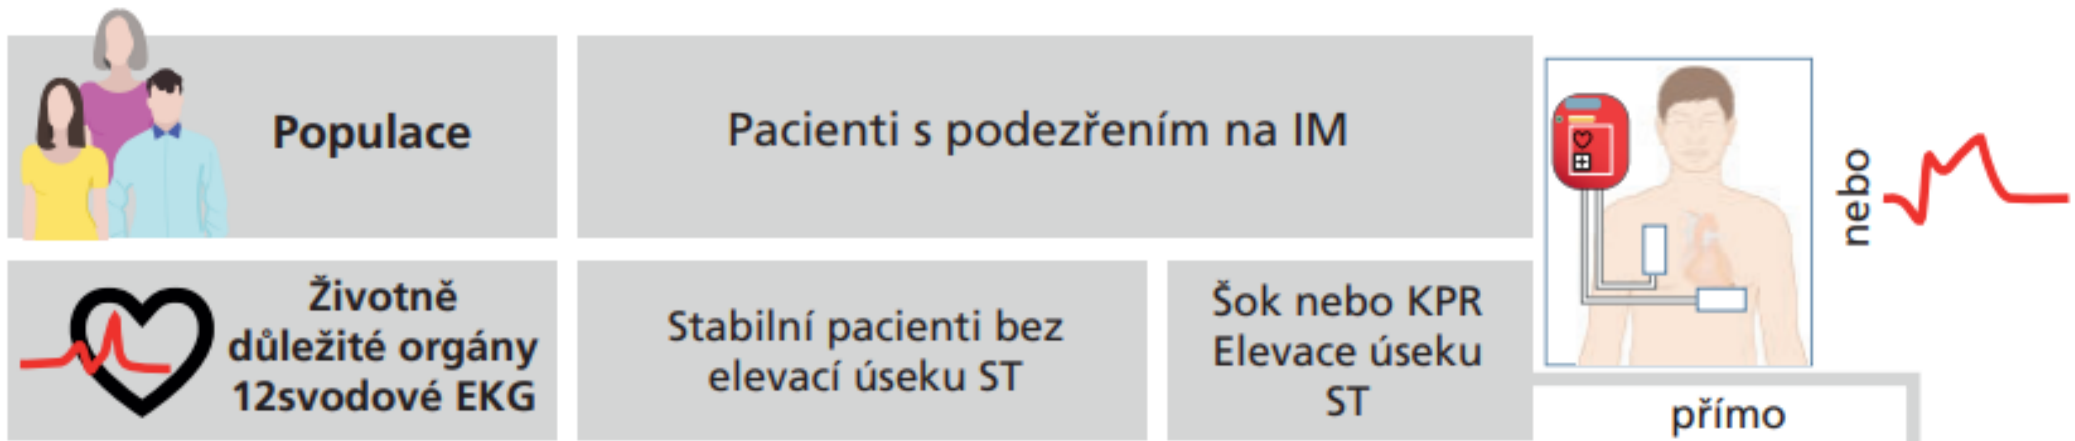 Populace
Pacienti s podezřením na IM
nebo
Životně
důležité orgány
12svodové EKG
Stabilní pacienti bez
elevací úseku ST
Šok nebo KPR
Elevace úseku
ST
přímo